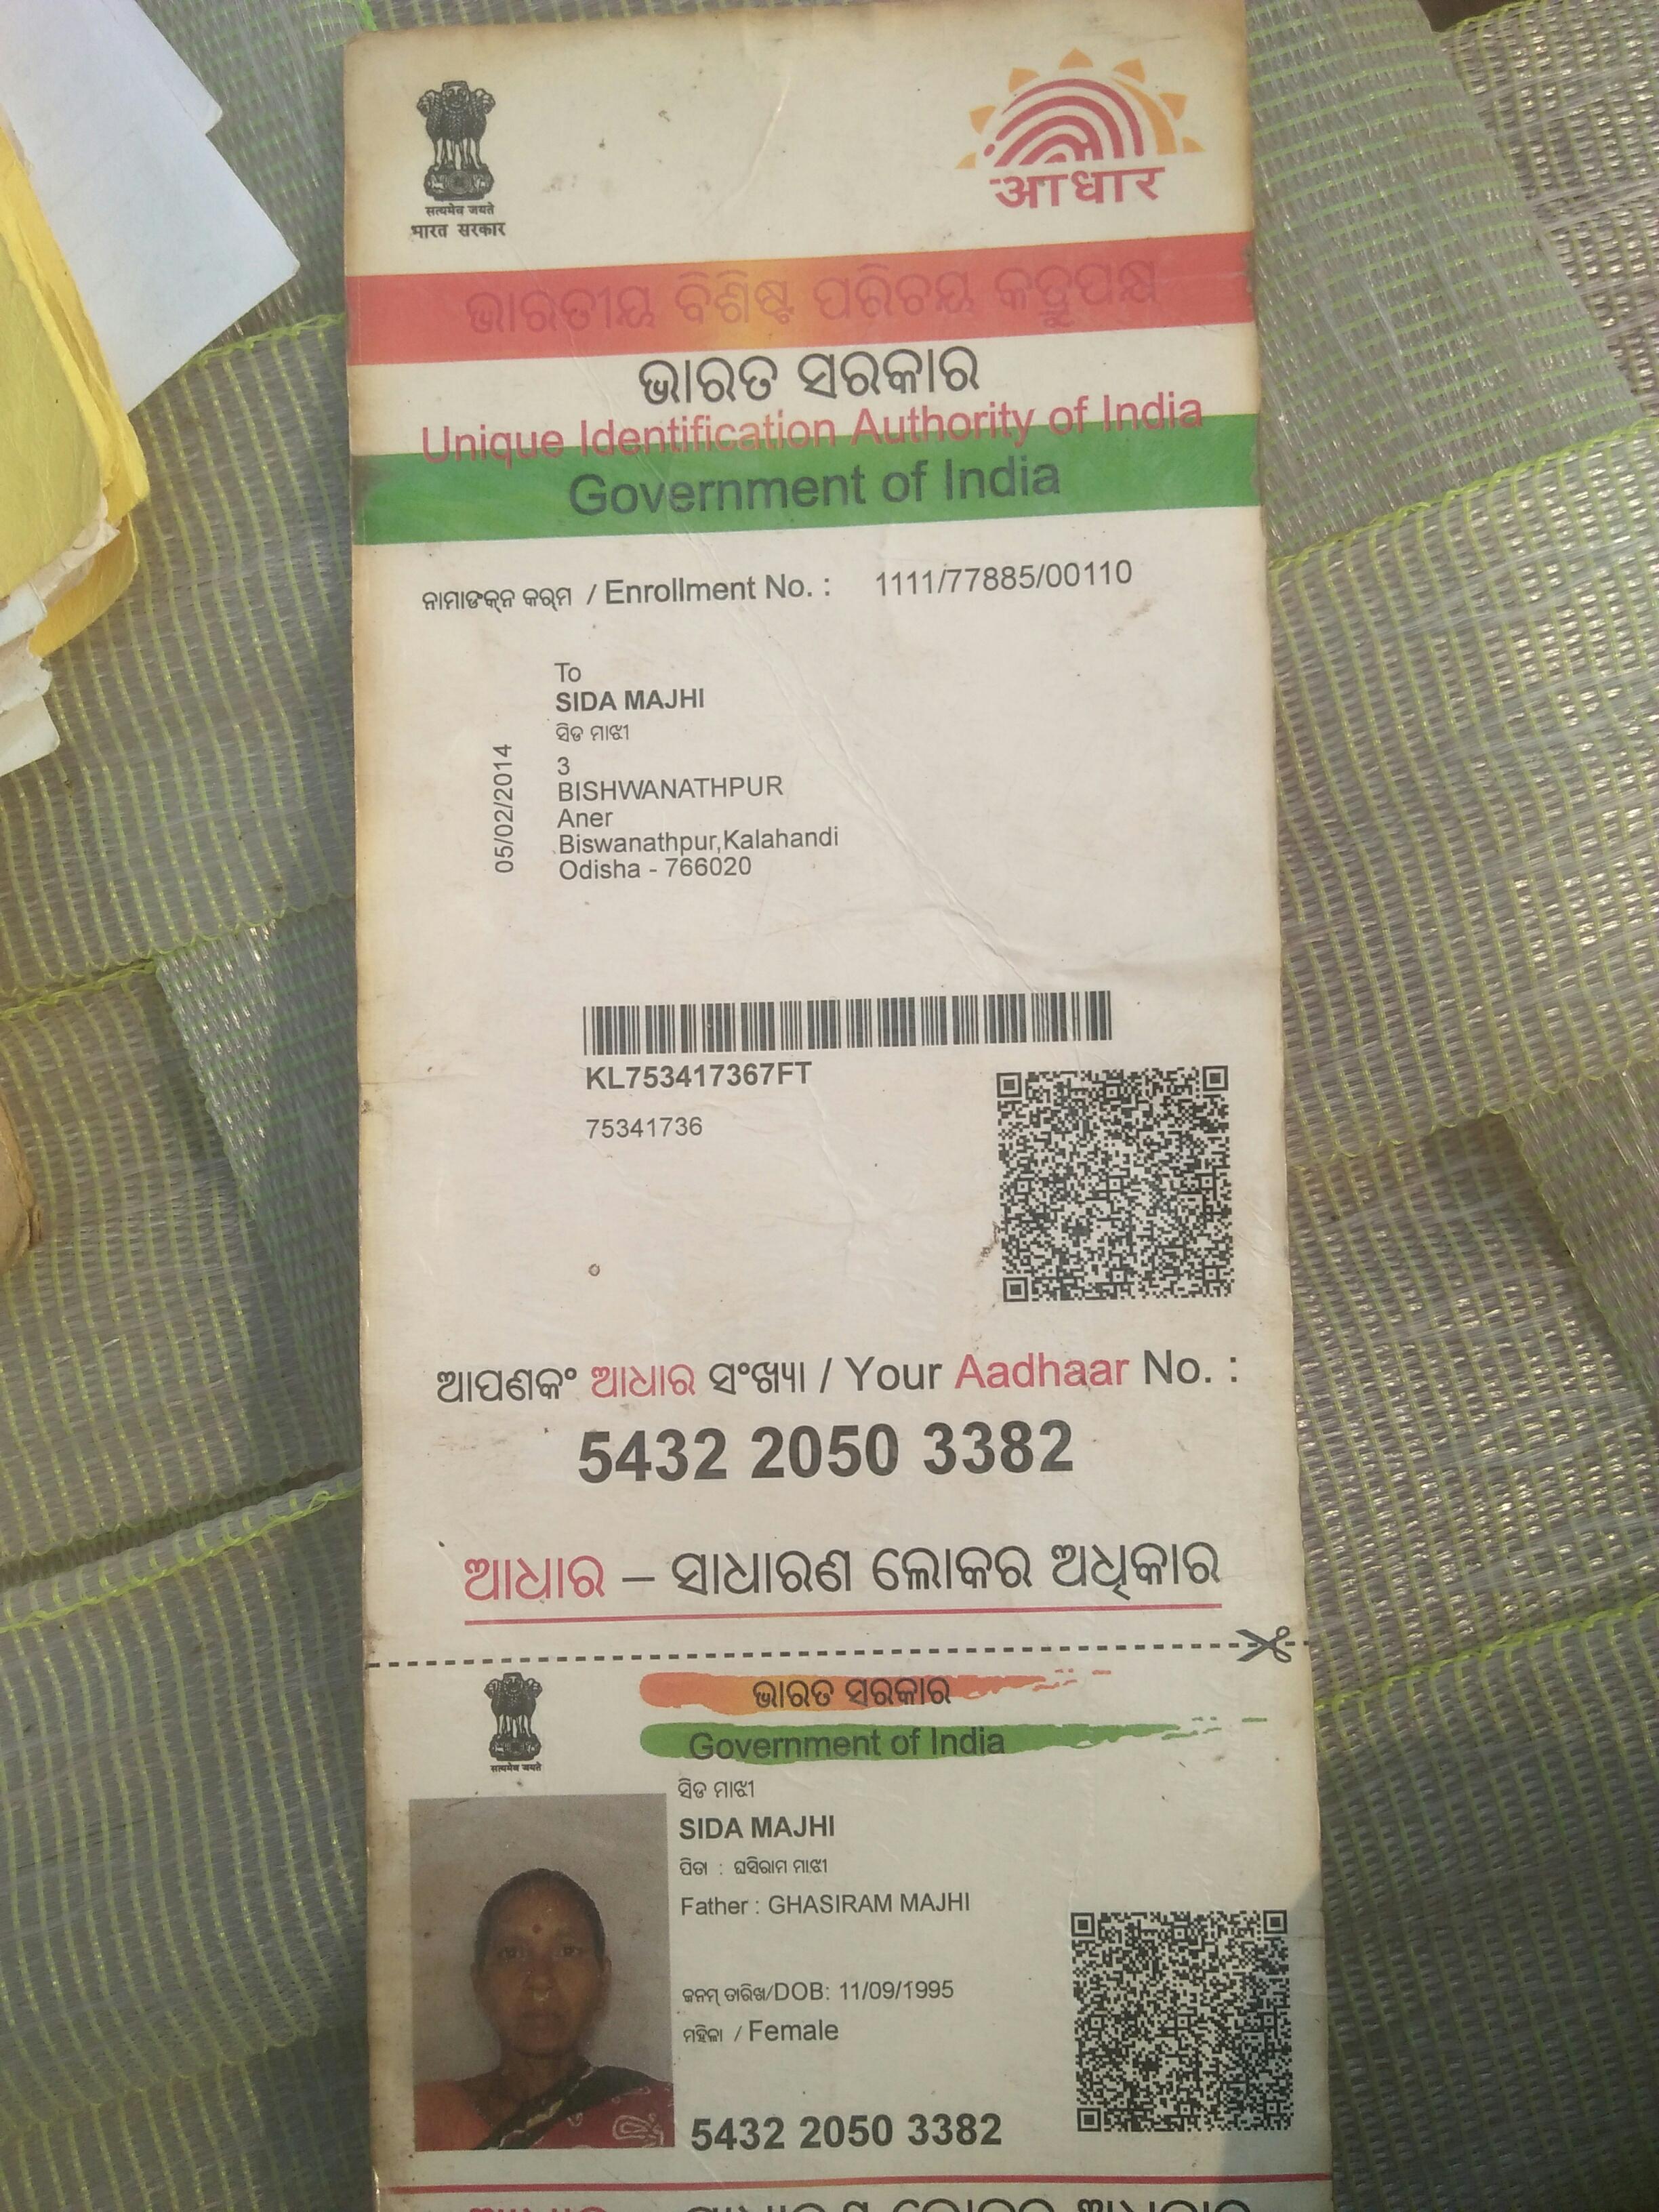 सत्यमेव जयते
भारत सरकार
आधार
ଭାରତୀୟ ବିଶିଷ୍ଟ ପରିଚୟ କର୍ତ୍ତୃପକ୍ଷ
ଭାରତ ସରକାର
Unique Identification Authority of India
Government of India
ନାମାଙ୍କନ କ୍ରମ / Enrollment No. : 1111/77885/00110
05/02/2014
To
SIDA MAJHI
ସିଡ ମାଝୀ
3
BISHWANATHPUR
Aner
Biswanathpur,Kalahandi
Odisha - 766020
KL753417367FT
75341736
ଆପଣଙ୍କ ଆଧାର ସଂଖ୍ୟା / Your Aadhaar No. :
5432 2050 3382
ଆଧାର – ସାଧାରଣ ଲୋକର ଅଧିକାର
सत्यमेव जयते
ଭାରତ ସରକାର
Government of India
ସିଡ ମାଝୀ
SIDA MAJHI
ପିତା : ଘସିରାମ ମାଝୀ
Father : GHASIRAM MAJHI
ଜନ୍ମ ତାରିଖ/DOB: 11/09/1995
ମହିଳା / Female
5432 2050 3382